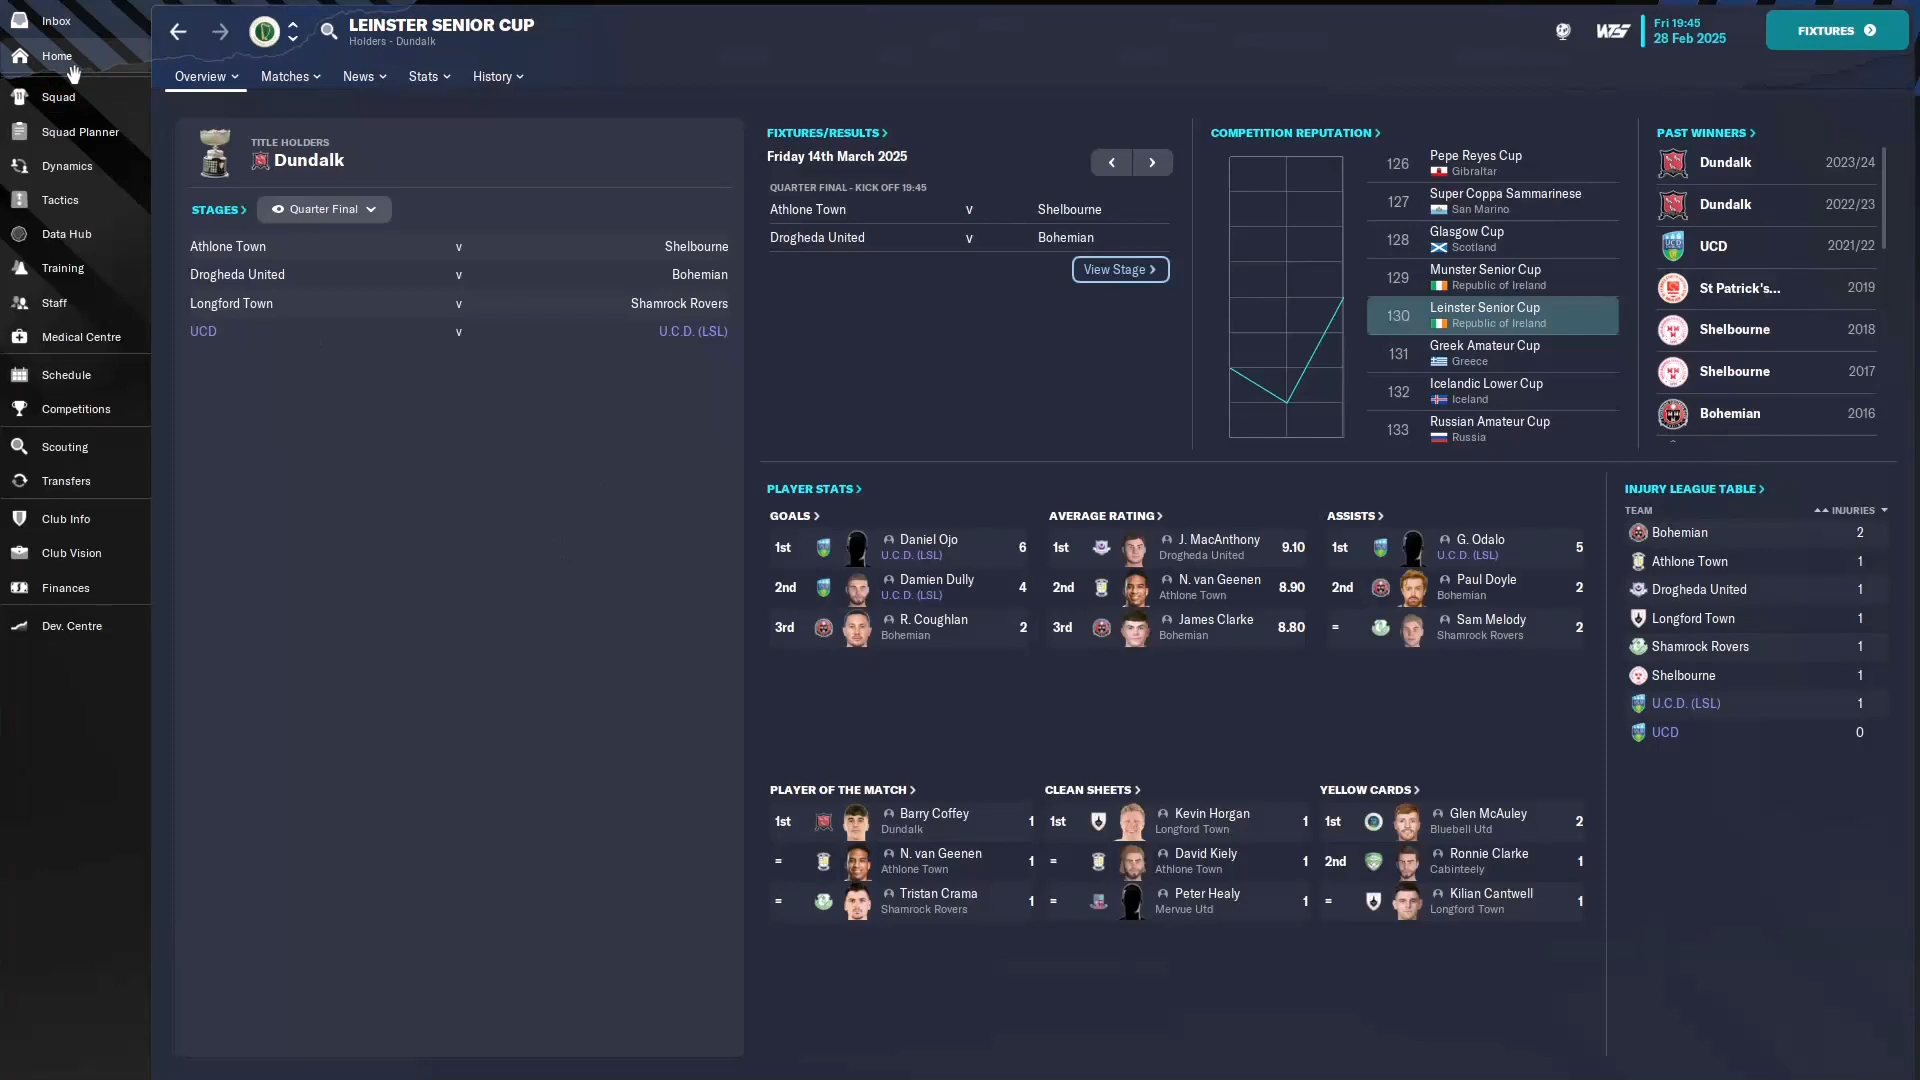 Inbox
Home
Squad
Squad Planner
Dynamics
Tactics
Data Hub
Training
Staff
Medical Centre
Schedule
Competitions
Scouting
Transfers
Club Info
Club Vision
Finances
Dev. Centre
LEINSTER SENIOR CUP
Holders - Dundalk
Fri 19:45
28 Feb 2025
FIXTURES
Overview
Matches
News
Stats
History
TITLE HOLDERS
Dundalk
STAGES
Quarter Final
Athlone Town v Shelbourne
Drogheda United v Bohemian
Longford Town v Shamrock Rovers
UCD v U.C.D. (LSL)
FIXTURES/RESULTS
Friday 14th March 2025
QUARTER FINAL - KICK OFF 19:45
Athlone Town v Shelbourne
Drogheda United v Bohemian
View Stage
COMPETITION REPUTATION
126 Pepe Reyes Cup
Gibraltar
127 Super Coppa Sammarinese
San Marino
128 Glasgow Cup
Scotland
129 Munster Senior Cup
Republic of Ireland
130 Leinster Senior Cup
Republic of Ireland
131 Greek Amateur Cup
Greece
132 Icelandic Lower Cup
Iceland
133 Russian Amateur Cup
Russia
PAST WINNERS
Dundalk 2023/24
Dundalk 2022/23
UCD 2021/22
St Patrick's... 2019
Shelbourne 2018
Shelbourne 2017
Bohemian 2016
PLAYER STATS
GOALS
1st Daniel Ojo 6
U.C.D. (LSL)
2nd Damien Dully 4
U.C.D. (LSL)
3rd R. Coughlan 2
Bohemian
AVERAGE RATING
1st J. MacAnthony 9.10
Drogheda United
2nd N. van Geenen 8.90
Athlone Town
3rd James Clarke 8.80
Bohemian
ASSISTS
1st G. Odalo 5
U.C.D. (LSL)
2nd Paul Doyle 2
Bohemian
= Sam Melody 2
Shamrock Rovers
INJURY LEAGUE TABLE
TEAM INJURIES
Bohemian 2
Athlone Town 1
Drogheda United 1
Longford Town 1
Shamrock Rovers 1
Shelbourne 1
U.C.D. (LSL) 1
UCD 0
PLAYER OF THE MATCH
1st Barry Coffey 1
Dundalk
= N. van Geenen 1
Athlone Town
= Tristan Crama 1
Shamrock Rovers
CLEAN SHEETS
1st Kevin Horgan 1
Longford Town
= David Kiely 1
Athlone Town
= Peter Healy 1
Mervue Utd
YELLOW CARDS
1st Glen McAuley 2
Bluebell Utd
2nd Ronnie Clarke 1
Cabinteely
= Kilian Cantwell 1
Longford Town